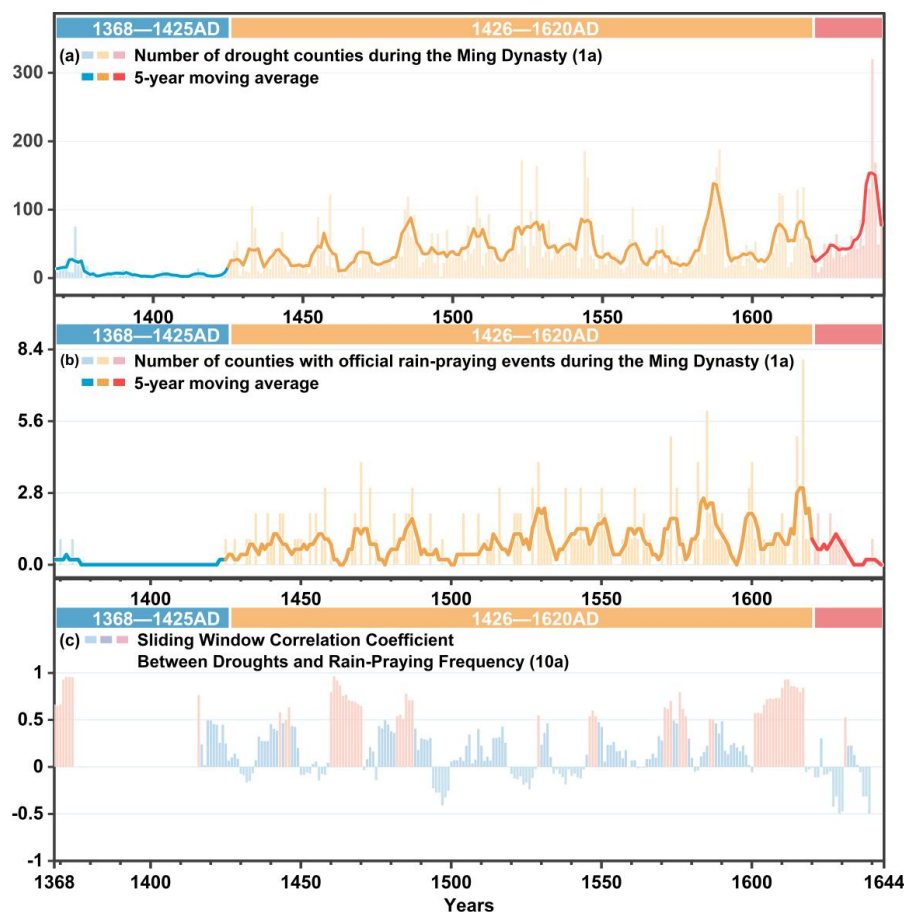 1368—1425AD 1426—1620AD
(a) Number of drought counties during the Ming Dynasty (1a)
5-year moving average
300
200
100
0
1400 1450 1500 1550 1600
1368—1425AD 1426—1620AD
8.4
(b) Number of counties with official rain-praying events during the Ming Dynasty (1a)
5-year moving average
5.6
2.8
0.0
1400 1450 1500 1550 1600
1368—1425AD 1426—1620AD
(c) Sliding Window Correlation Coefficient
Between Droughts and Rain-Praying Frequency (10a)
1
0.5
0
-0.5
-1
1368 1400 1450 1500 1550 1600 1644
Years